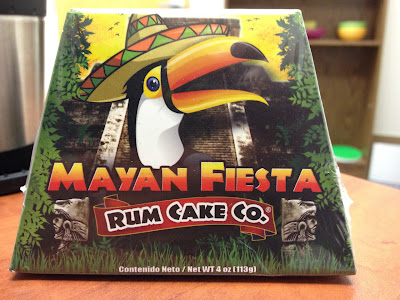 MAYAN FIESTA
RUM CAKE CO.®
Contenido Neto / Net WT 4 oz (113g)